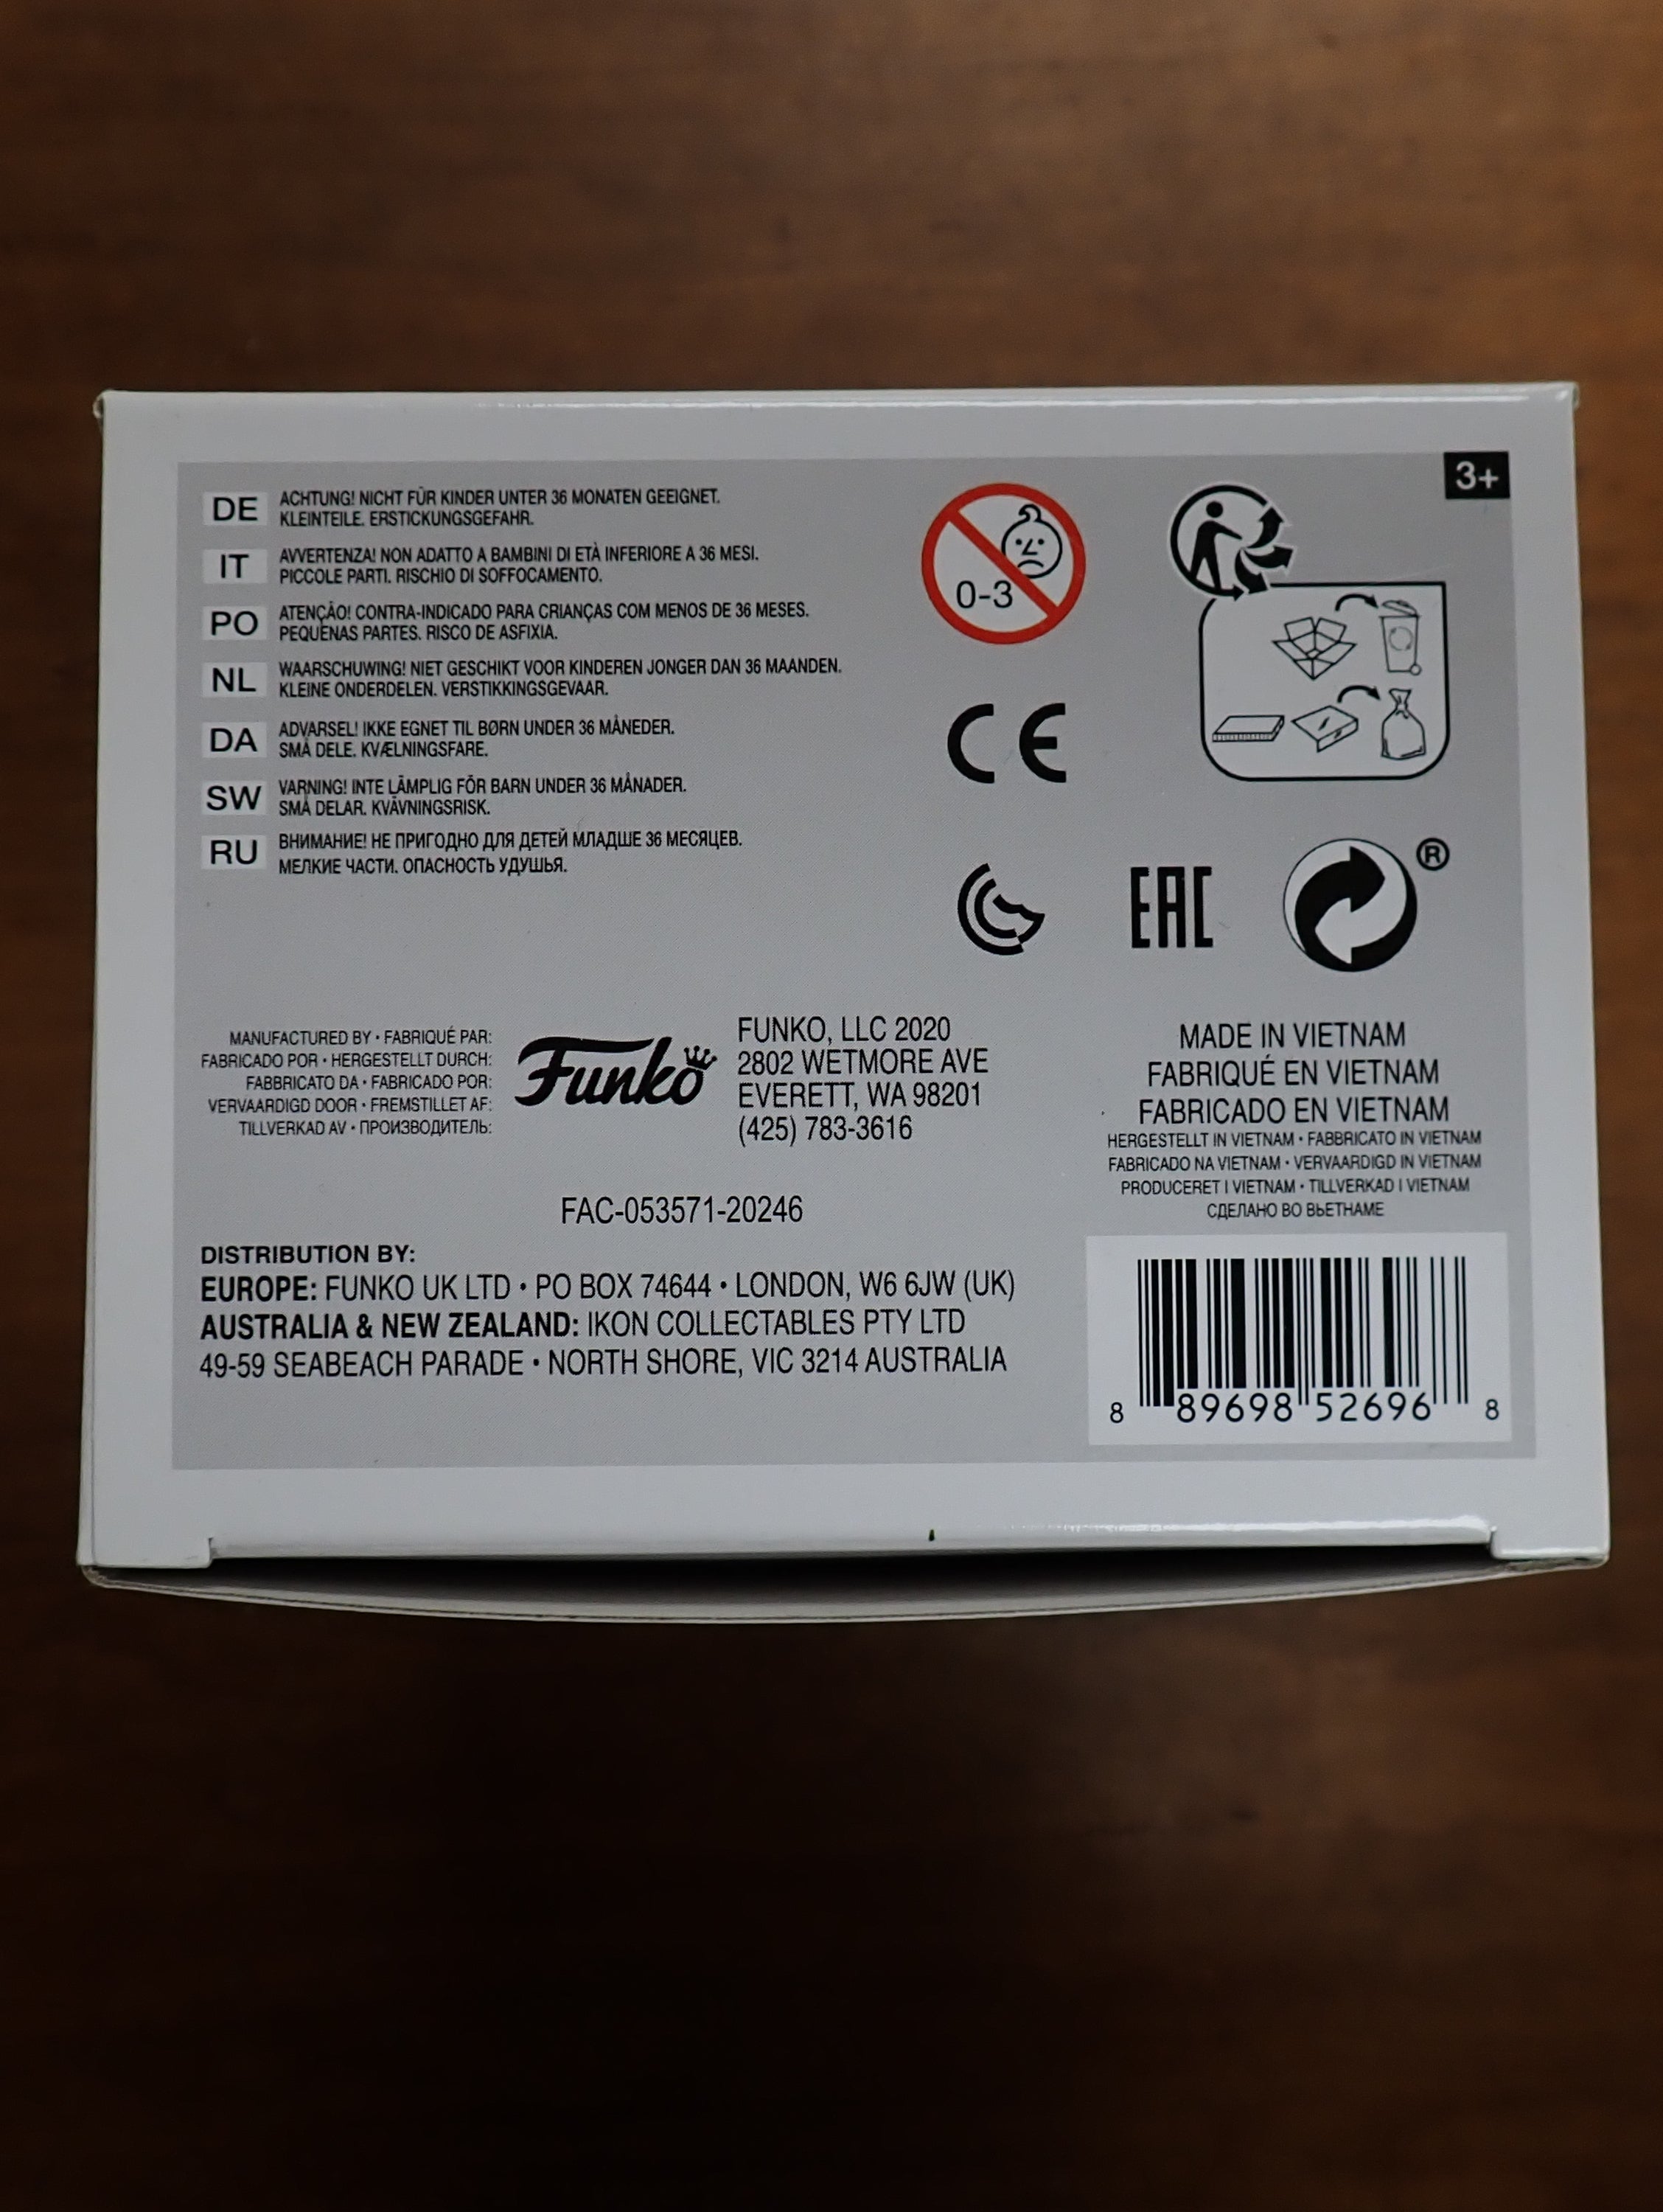 3+
DE
ACHTUNG! NICHT FÜR KINDER UNTER 36 MONATEN GEEIGNET.
KLEINTEILE. ERSTICKUNGSGEFAHR.
IT
AVVERTENZA! NON ADATTO A BAMBINI DI ETÀ INFERIORE A 36 MESI.
PICCOLE PARTI. RISCHIO DI SOFFOCAMENTO.
PO
ATENÇÃO! CONTRA-INDICADO PARA CRIANÇAS COM MENOS DE 36 MESES.
PEQUENAS PARTES. RISCO DE ASFIXIA.
NL
WAARSCHUWING! NIET GESCHIKT VOOR KINDEREN JONGER DAN 36 MAANDEN.
KLEINE ONDERDELEN. VERSTIKKINGSGEVAAR.
DA
ADVARSEL! IKKE EGNET TIL BØRN UNDER 36 MÅNEDER.
SMÅ DELE. KVÆLNINGSFARE.
SW
VARNING! INTE LÄMPLIG FÖR BARN UNDER 36 MÅNADER.
SMÅ DELAR. KVÄVNINGSRISK.
RU
ВНИМАНИЕ! НЕ ПРИГОДНО ДЛЯ ДЕТЕЙ МЛАДШЕ 36 МЕСЯЦЕВ.
МЕЛКИЕ ЧАСТИ. ОПАСНОСТЬ УДУШЬЯ.
0-3
CE
EAC
®
MANUFACTURED BY • FABRIQUÉ PAR:
FABRICADO POR • HERGESTELLT DURCH:
FABBRICATO DA • FABRICADO POR:
VERVAARDIGD DOOR • FREMSTILLET AF:
TILLVERKAD AV • ПРОИЗВОДИТЕЛЬ:
Funko
FUNKO, LLC 2020
2802 WETMORE AVE
EVERETT, WA 98201
(425) 783-3616
MADE IN VIETNAM
FABRIQUÉ EN VIETNAM
FABRICADO EN VIETNAM
HERGESTELLT IN VIETNAM • FABBRICATO IN VIETNAM
FABRICADO NA VIETNAM • VERVAARDIGD IN VIETNAM
PRODUCERET I VIETNAM • TILLVERKAD I VIETNAM
СДЕЛАНО ВО ВЬЕТНАМЕ
FAC-053571-20246
DISTRIBUTION BY:
EUROPE: FUNKO UK LTD • PO BOX 74644 • LONDON, W6 6JW (UK)
AUSTRALIA & NEW ZEALAND: IKON COLLECTABLES PTY LTD
49-59 SEABEACH PARADE • NORTH SHORE, VIC 3214 AUSTRALIA
8 89698 52696 8